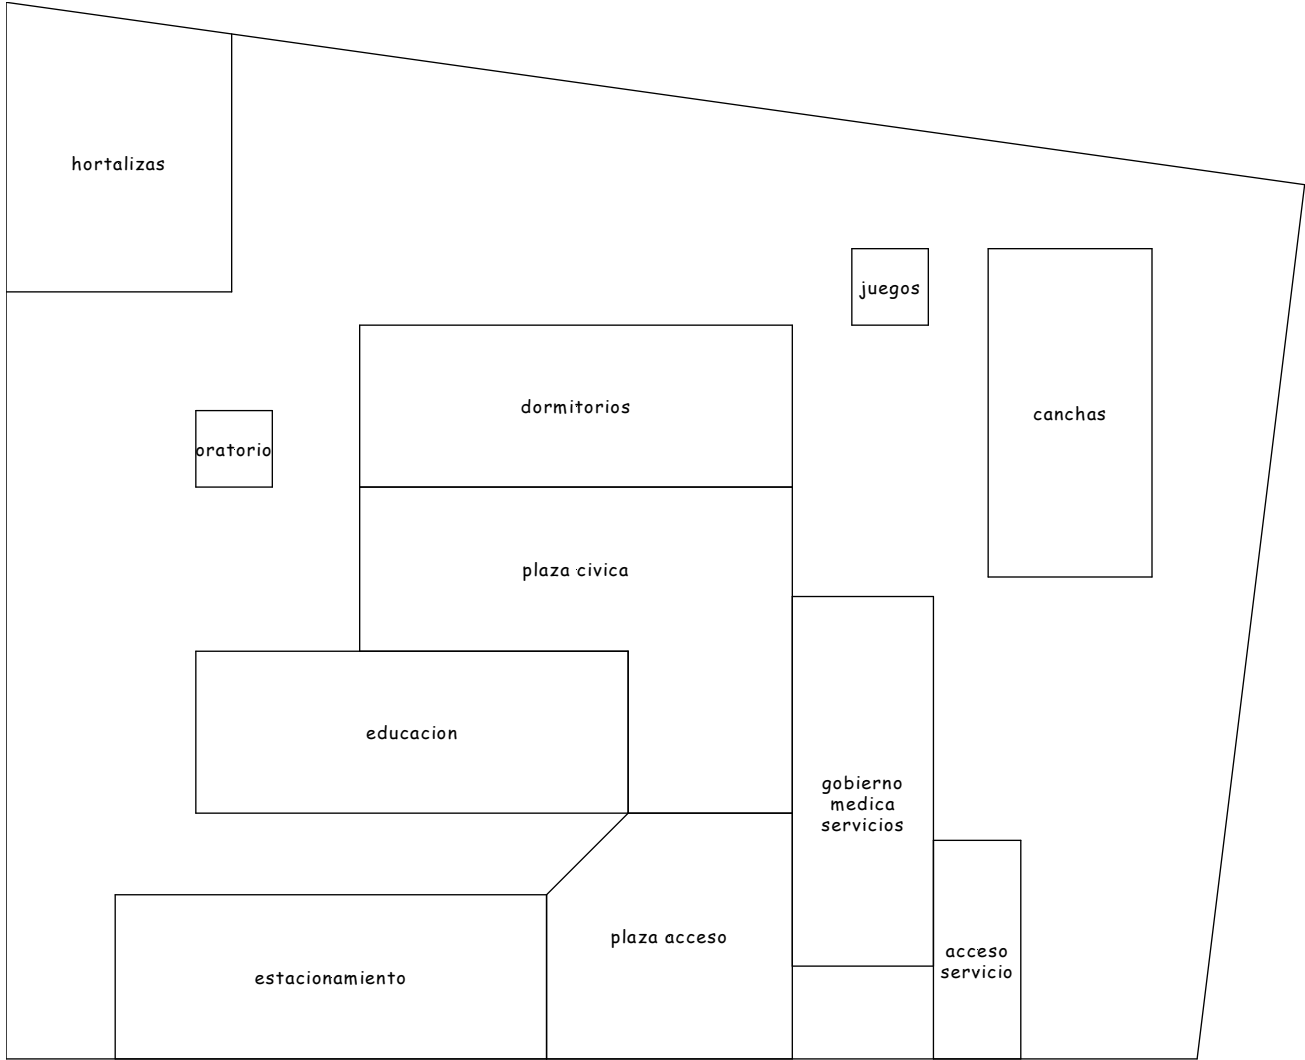 hortalizas
juegos
dormitorios
canchas
oratorio
plaza civica
educacion
gobierno
medica
servicios
plaza acceso
acceso
servicio
estacionamiento